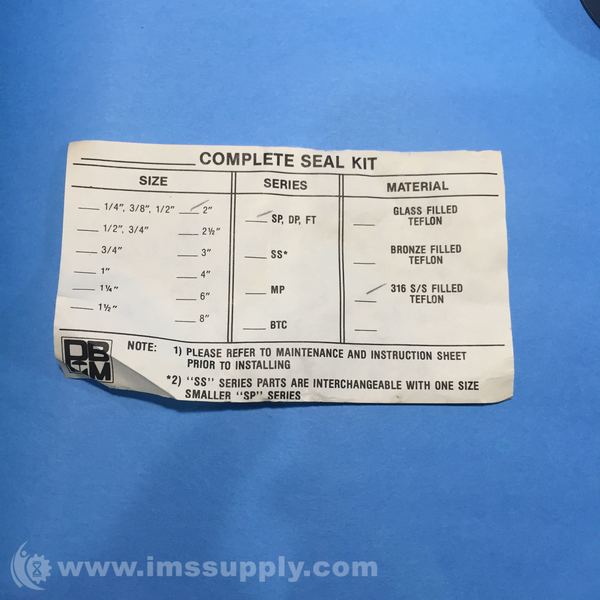 COMPLETE SEAL KIT
SIZE
1/4", 3/8", 1/2" 2"
1/2", 3/4" 2½"
3/4" 3"
1" 4"
1¼" 6"
1½" 8"
SERIES
SP, DP, FT
SS*
MP
BTC
MATERIAL
GLASS FILLED
TEFLON
BRONZE FILLED
TEFLON
316 S/S FILLED
TEFLON
DBCM
NOTE: 1) PLEASE REFER TO MAINTENANCE AND INSTRUCTION SHEET
PRIOR TO INSTALLING
*2) "SS" SERIES PARTS ARE INTERCHANGEABLE WITH ONE SIZE
SMALLER "SP" SERIES
www.imssupply.com